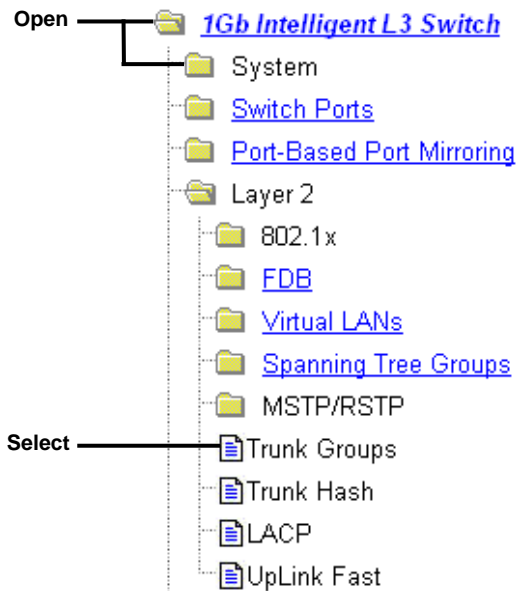 Open
1Gb Intelligent L3 Switch
System
Switch Ports
Port-Based Port Mirroring
Layer 2
802.1x
FDB
Virtual LANs
Spanning Tree Groups
MSTP/RSTP
Select
Trunk Groups
Trunk Hash
LACP
UpLink Fast